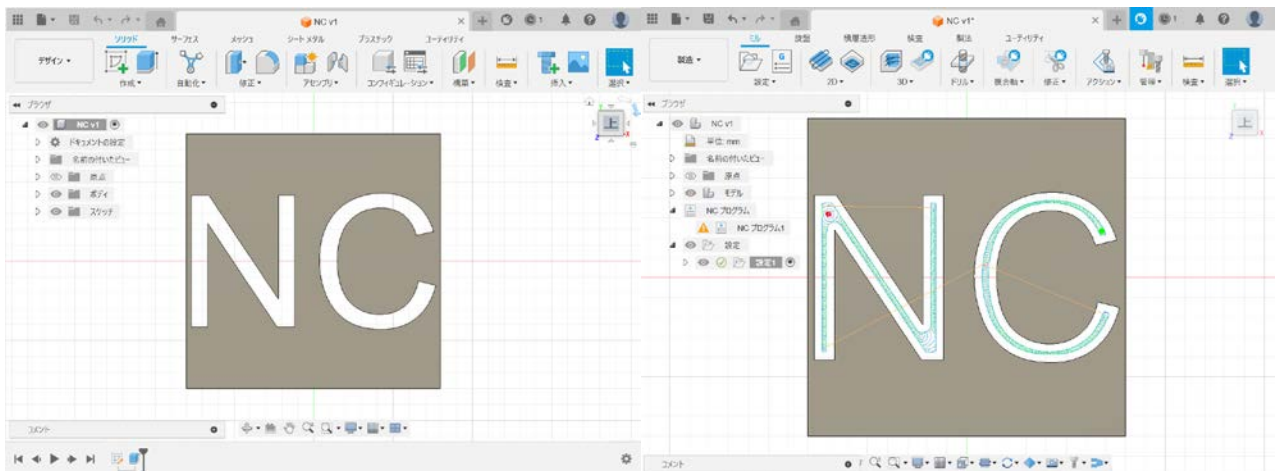 NC v1
1
ソリッド
サーフェス
メッシュ
シート メタル
プラスチック
ユーティリティ
デザイン
作成
自動化
修正
アセンブリ
コンフィギュレーション
構築
検査
挿入
選択
ブラウザ
NC v1
ドキュメントの設定
名前の付いたビュー
原点
ボディ
スケッチ
上
NC
コメント
NC v1*
1
ミル
旋盤
積層造形
検査
製法
ユーティリティ
製造
設定
2D
3D
ドリル
複合軸
修正
アクション
管理
検査
選択
ブラウザ
NC v1
単位: mm
名前の付いたビュー
原点
モデル
NC プログラム
NC プログラム1
設定
設定1
上
NC
コメント